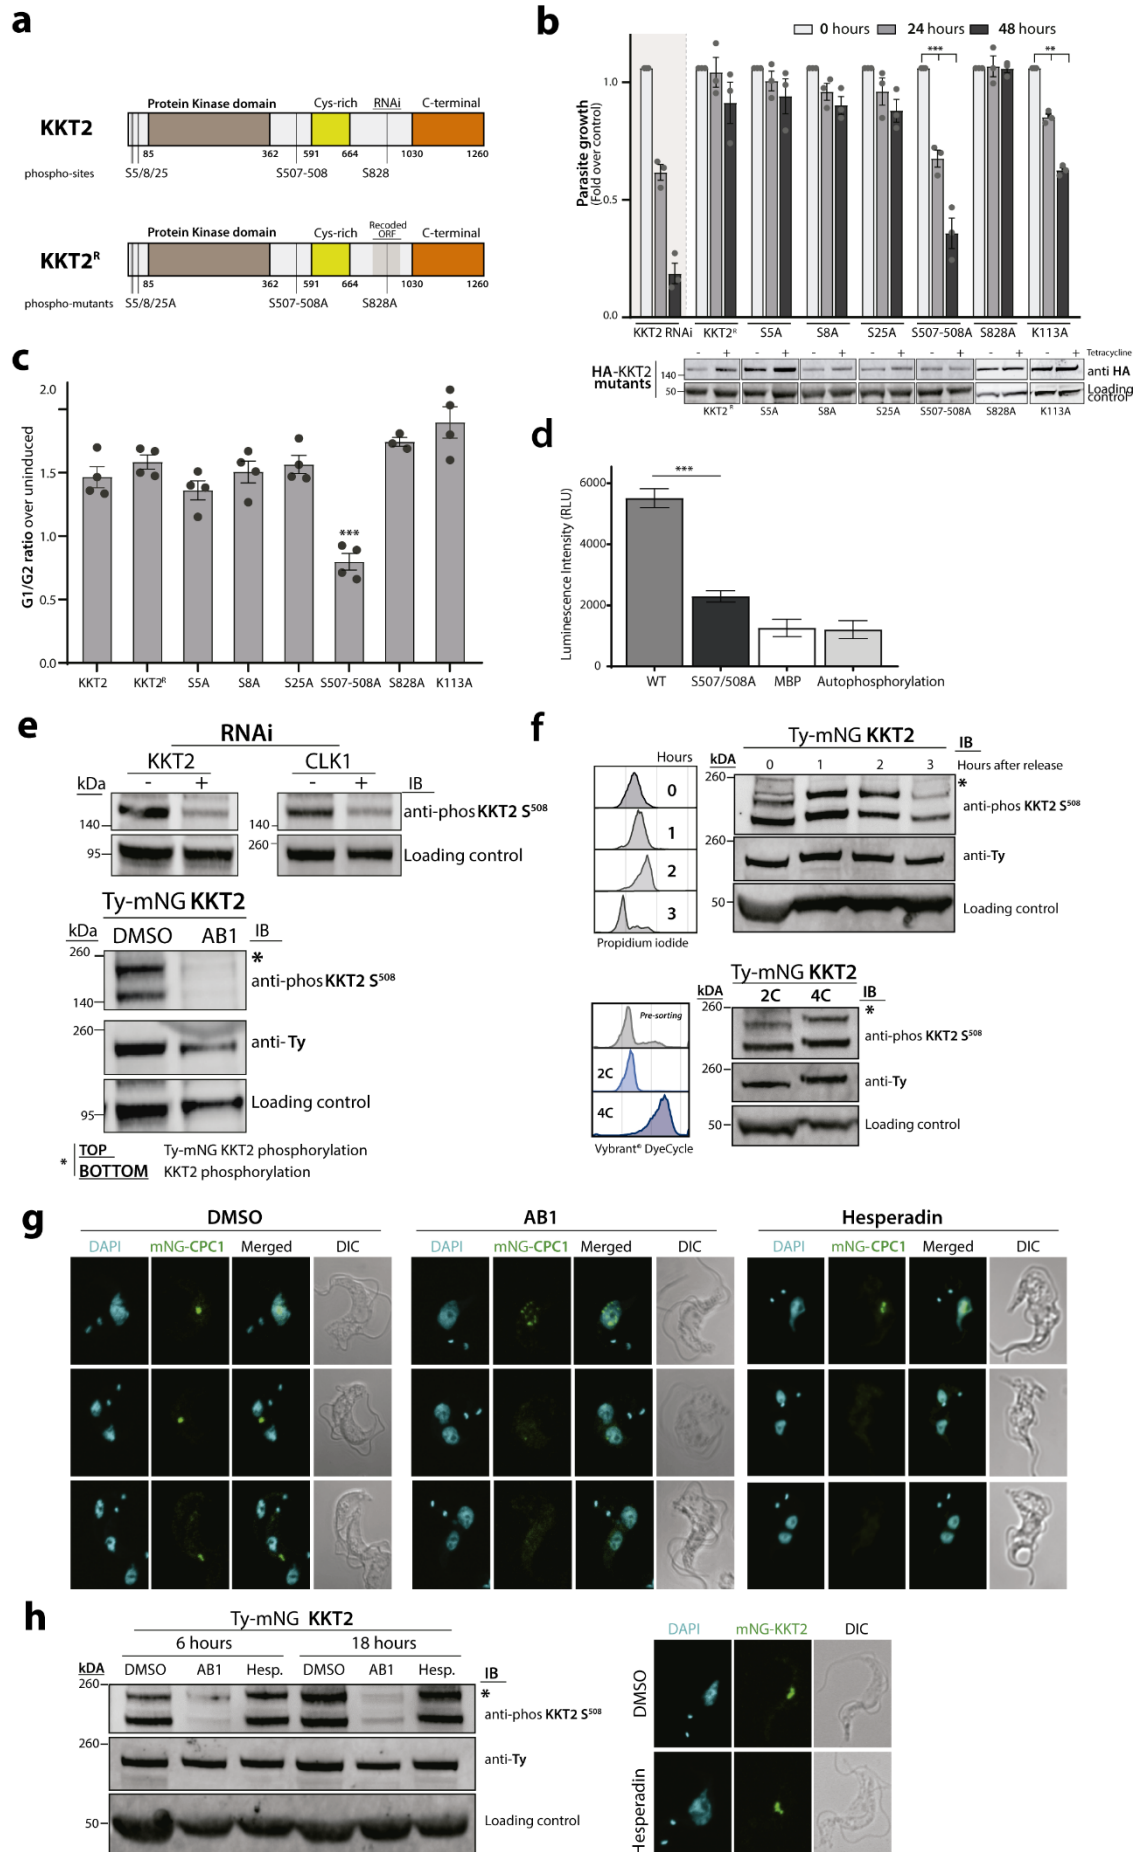 a
Protein Kinase domain Cys-rich RNAi C-terminal
KKT2
85 362 591 664 1030 1260
phospho-sites S5/8/25 S507-508 S828
Protein Kinase domain Cys-rich Recoded ORF C-terminal
KKT2R
85 362 591 664 1030 1260
phospho-mutants S5/8/25A S507-508A S828A
b
0 hours 24 hours 48 hours
*** **
Parasite growth
(Fold over control)
1.0
0.5
0.0
KKT2 RNAi KKT2R S5A S8A S25A S507-508A S828A K113A
- + - + - + - + - + - + - + Tetracycline
HA-KKT2 mutants
140 anti HA
50 Loading control
KKT2R S5A S8A S25A S507-508A S828A K113A
c
G1/G2 ratio over uninduced
2.0
1.5
1.0
0.5
0.0
***
KKT2 KKT2R S5A S8A S25A S507-508A S828A K113A
d
Luminescence Intensity (RLU)
***
6000
4000
2000
0
WT S507/508A MBP Autophosphorylation
e
RNAi
KKT2 CLK1
kDa - + - + IB
140 140 anti-phos KKT2 S508
95 260 Loading control
Ty-mNG KKT2
kDa DMSO AB1 IB
260 *
anti-phos KKT2 S508
140
260
anti-Ty
Loading control
95
* TOP Ty-mNG KKT2 phosphorylation
BOTTOM KKT2 phosphorylation
f
Ty-mNG KKT2
Hours kDA 0 1 2 3 IB
Hours after release
0
1
2
3
Propidium iodide
260 *
anti-phos KKT2 S508
260
anti-Ty
50 Loading control
Ty-mNG KKT2
kDA 2C 4C IB
Pre-sorting
2C
4C
Vybrant® DyeCycle
260 *
anti-phos KKT2 S508
260
anti-Ty
50 Loading control
g
DMSO AB1 Hesperadin
DAPI mNG-CPC1 Merged DIC DAPI mNG-CPC1 Merged DIC DAPI mNG-CPC1 Merged DIC
h
Ty-mNG KKT2
6 hours 18 hours
kDA DMSO AB1 Hesp. DMSO AB1 Hesp. IB
260 *
anti-phos KKT2 S508
260
anti-Ty
50 Loading control
DAPI mNG-KKT2 DIC
DMSO
Hesperadin